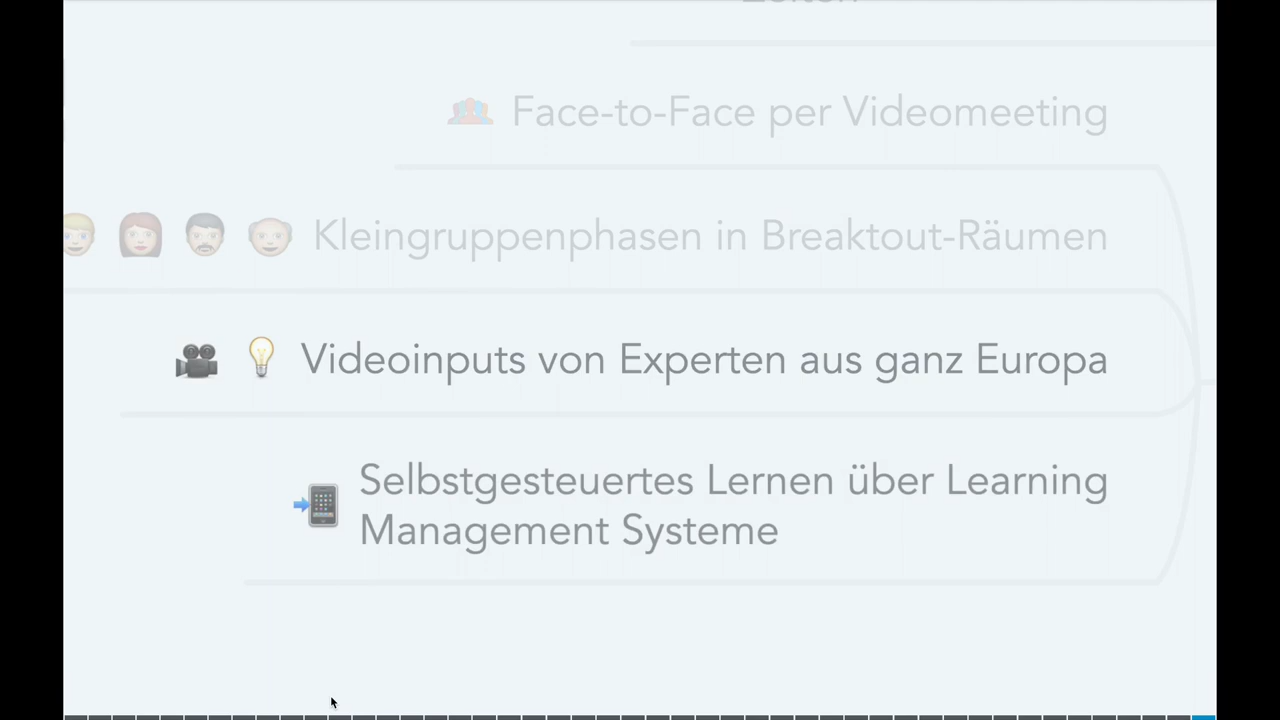 Face-to-Face per Videomeeting
Kleingruppenphasen in Breaktout-Räumen
Videoinputs von Experten aus ganz Europa
Selbstgesteuertes Lernen über Learning
Management Systeme